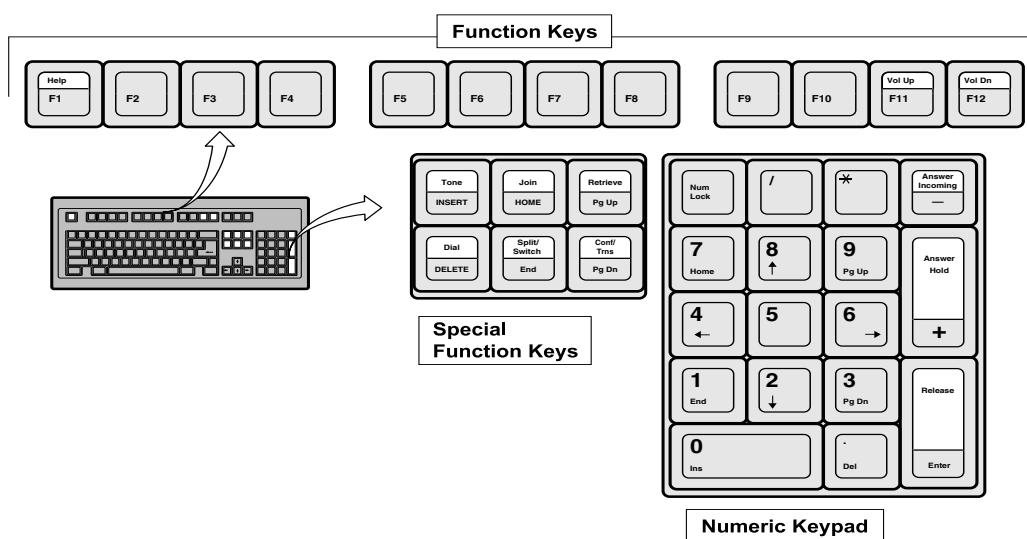 Function Keys
Help
F1
F2
F3
F4
F5
F6
F7
F8
F9
F10
Vol Up
F11
Vol Dn
F12
Tone
INSERT
Join
HOME
Retrieve
Pg Up
Dial
DELETE
Split/
Switch
End
Conf/
Trns
Pg Dn
Special
Function Keys
Num
Lock
/
*
Answer
Incoming
—
7
Home
8
↑
9
Pg Up
Answer
Hold
+
4
←
5
6
→
1
End
2
↓
3
Pg Dn
Release
Enter
0
Ins
.
Del
Numeric Keypad